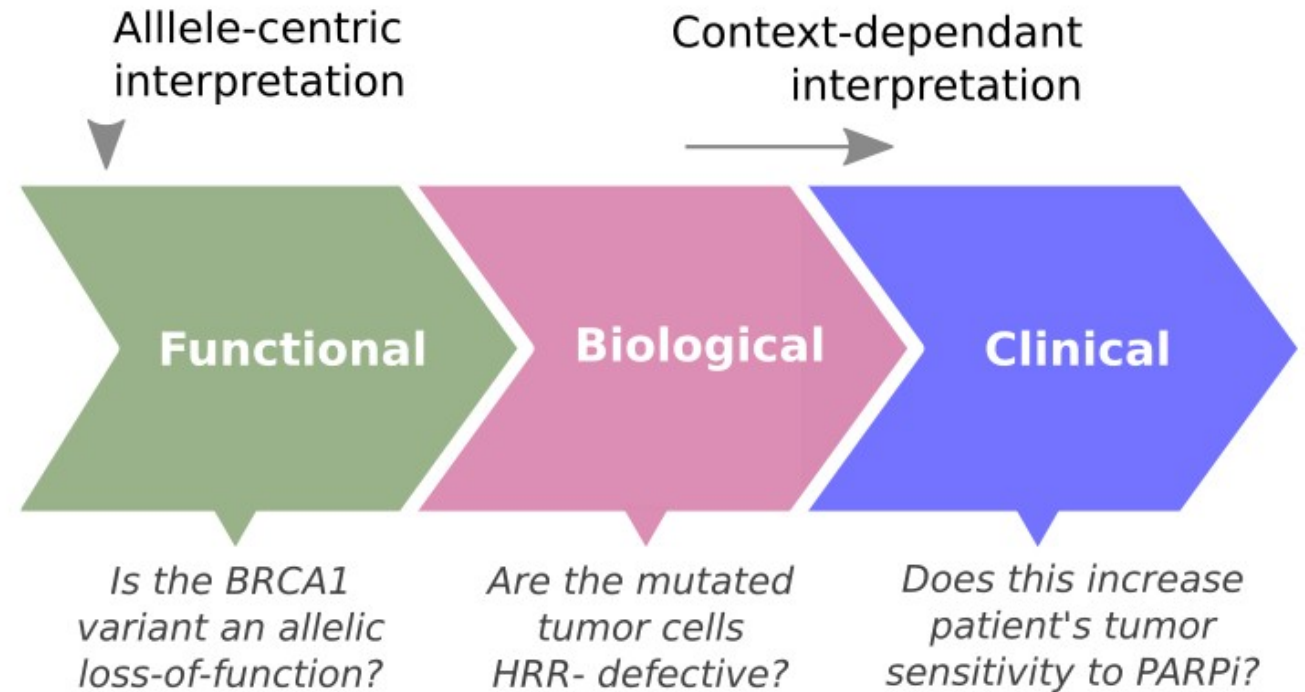 Alllele-centric
interpretation
Context-dependant
interpretation
Functional
Biological
Clinical
Is the BRCA1
variant an allelic
loss-of-function?
Are the mutated
tumor cells
HRR- defective?
Does this increase
patient's tumor
sensitivity to PARPi?